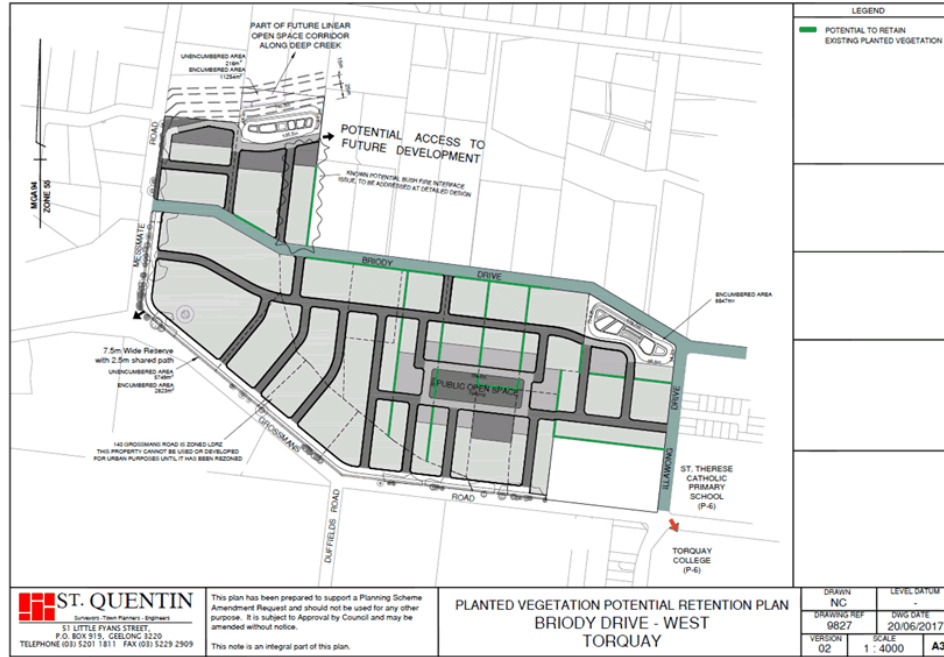 LEGEND
POTENTIAL TO RETAIN
EXISTING PLANTED VEGETATION
PART OF FUTURE LINEAR
OPEN SPACE CORRIDOR
ALONG DEEP CREEK
UNENCUMBERED AREA
216m²
ENCUMBERED AREA
11254m²
POTENTIAL ACCESS TO
FUTURE DEVELOPMENT
KNOWN POTENTIAL BUSH FIRE INTERFACE
ISSUE, TO BE ADDRESSED AT DETAILED DESIGN
MGA94
ZONE 55
MESSMATE
ROAD
BRIODY
DRIVE
ENCUMBERED AREA
7.5m Wide Reserve
with 2.5m shared path
UNENCUMBERED AREA
ENCUMBERED AREA
PUBLIC OPEN SPACE
140 GROSSMANS ROAD IS ZONED LDRZ
THIS PROPERTY CANNOT BE USED OR DEVELOPED
FOR URBAN PURPOSES UNTIL IT HAS BEEN REZONED
GROSSMANS
ROAD
DUFFIELDS ROAD
ILLAWONG
DRIVE
ST. THERESE
CATHOLIC
PRIMARY
SCHOOL
(P-6)
TORQUAY
COLLEGE
(P-6)
ST. QUENTIN
Surveyors - Town Planners - Engineers
51 LITTLE FYANS STREET,
P.O. BOX 919, GEELONG 3220
TELEPHONE (03) 5201 1811 FAX (03) 5229 2909
This plan has been prepared to support a Planning Scheme
Amendment Request and should not be used for any other
purpose. It is subject to Approval by Council and may be
amended without notice.
This note is an integral part of this plan.
PLANTED VEGETATION POTENTIAL RETENTION PLAN
BRIODY DRIVE - WEST
TORQUAY
DRAWN
NC
LEVEL DATUM
-
DRAWING REF
9827
DWG DATE
20/06/2017
VERSION
02
SCALE
1 : 4000
A3